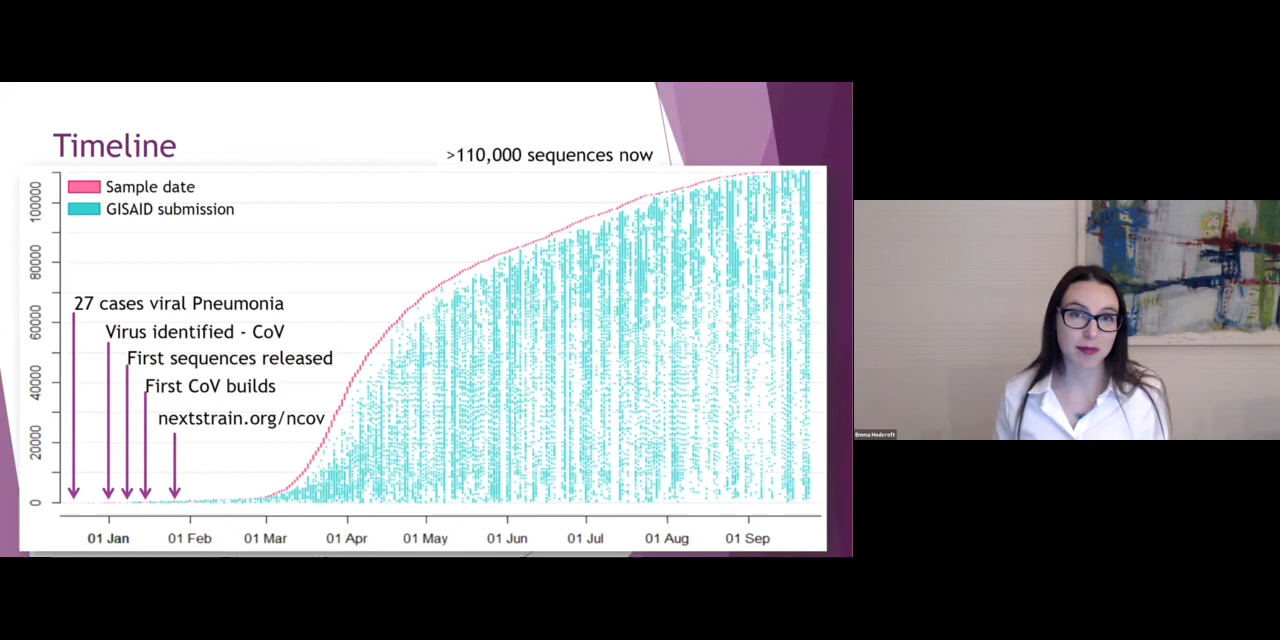 Timeline
>110,000 sequences now
Sample date
GISAID submission
100000
80000
60000
40000
20000
0
27 cases viral Pneumonia
Virus identified - CoV
First sequences released
First CoV builds
nextstrain.org/ncov
01 Jan 01 Feb 01 Mar 01 Apr 01 May 01 Jun 01 Jul 01 Aug 01 Sep
Emma Hodcroft